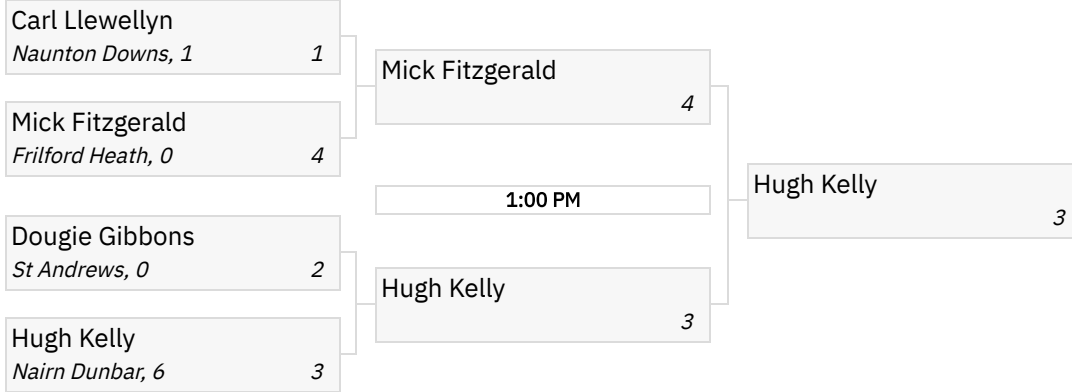 Carl Llewellyn
Naunton Downs, 1 1
Mick Fitzgerald
Frilford Heath, 0 4
Dougie Gibbons
St Andrews, 0 2
Hugh Kelly
Nairn Dunbar, 6 3
Mick Fitzgerald
4
1:00 PM
Hugh Kelly
3
Hugh Kelly
3